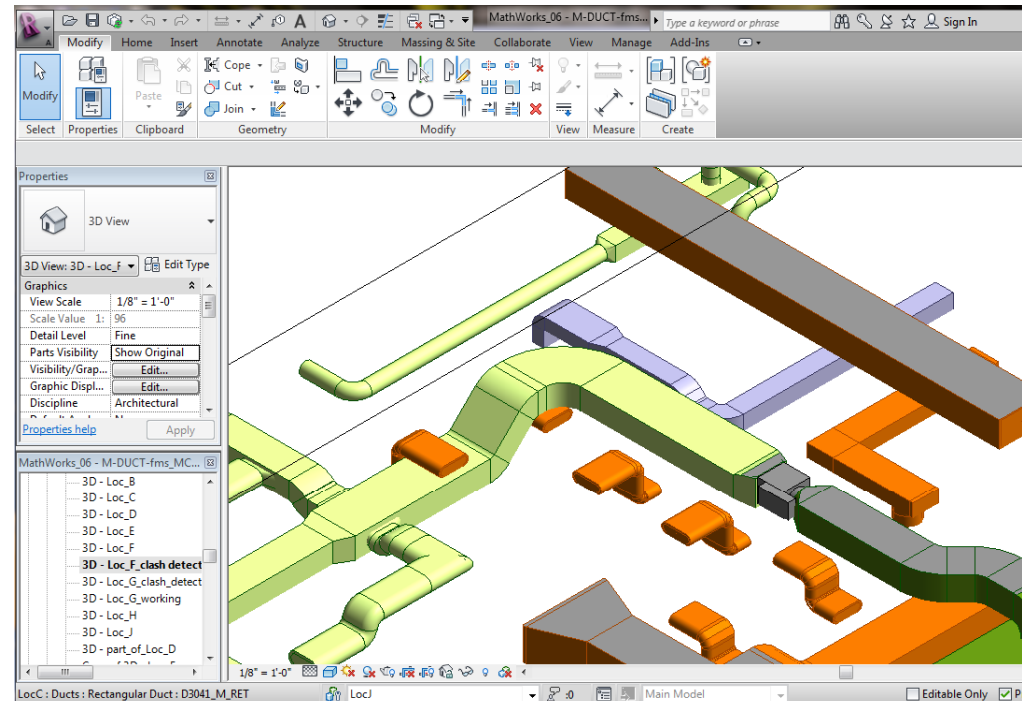 MathWorks_06 - M-DUCT-fms...
Type a keyword or phrase
Sign In
Modify Home Insert Annotate Analyze Structure Massing & Site Collaborate View Manage Add-Ins
Modify
Paste
Cope
Cut
Join
Select Properties Clipboard Geometry Modify View Measure Create
Properties
3D View
3D View: 3D - Loc_F
Edit Type
Graphics
View Scale 1/8" = 1'-0"
Scale Value 1: 96
Detail Level Fine
Parts Visibility Show Original
Visibility/Grap... Edit...
Graphic Displ... Edit...
Discipline Architectural
Properties help Apply
MathWorks_06 - M-DUCT-fms_MC...
3D - Loc_B
3D - Loc_C
3D - Loc_D
3D - Loc_E
3D - Loc_F
3D - Loc_F_clash detect
3D - Loc_G_clash_detect
3D - Loc_G_working
3D - Loc_H
3D - Loc_J
3D - part_of_Loc_D
1/8" = 1'-0"
LocC : Ducts : Rectangular Duct : D3041_M_RET
LocJ
:0
Main Model
Editable Only
P